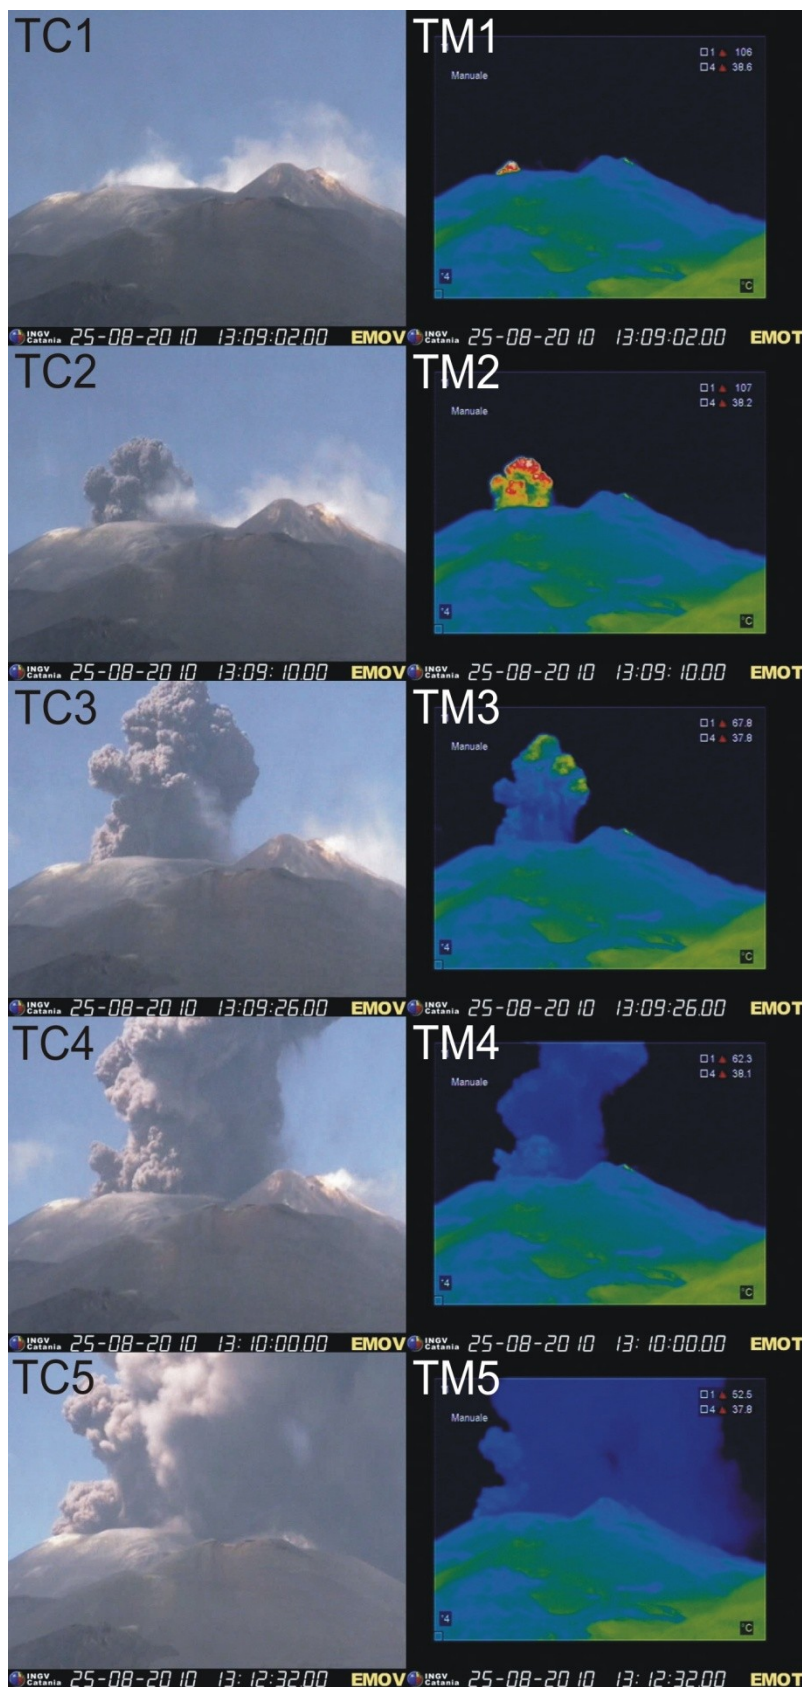 TC1 TM1
□1 ▲ 106
□4 ▲ 38.6
Manuale
*4
°C
INGV Catania 25-08-2010 13:09:02.00 EMOV INGV Catania 25-08-2010 13:09:02.00 EMOT
TC2 TM2
□1 ▲ 107
□4 ▲ 38.2
Manuale
*4
°C
INGV Catania 25-08-2010 13:09:10.00 EMOV INGV Catania 25-08-2010 13:09:10.00 EMOT
TC3 TM3
□1 ▲ 67.8
□4 ▲ 37.8
Manuale
*4
°C
INGV Catania 25-08-2010 13:09:26.00 EMOV INGV Catania 25-08-2010 13:09:26.00 EMOT
TC4 TM4
□1 ▲ 62.3
□4 ▲ 38.1
Manuale
*4
°C
INGV Catania 25-08-2010 13:10:00.00 EMOV INGV Catania 25-08-2010 13:10:00.00 EMOT
TC5 TM5
□1 ▲ 52.5
□4 ▲ 37.8
Manuale
*4
°C
INGV Catania 25-08-2010 13:12:32.00 EMOV INGV Catania 25-08-2010 13:12:32.00 EMOT